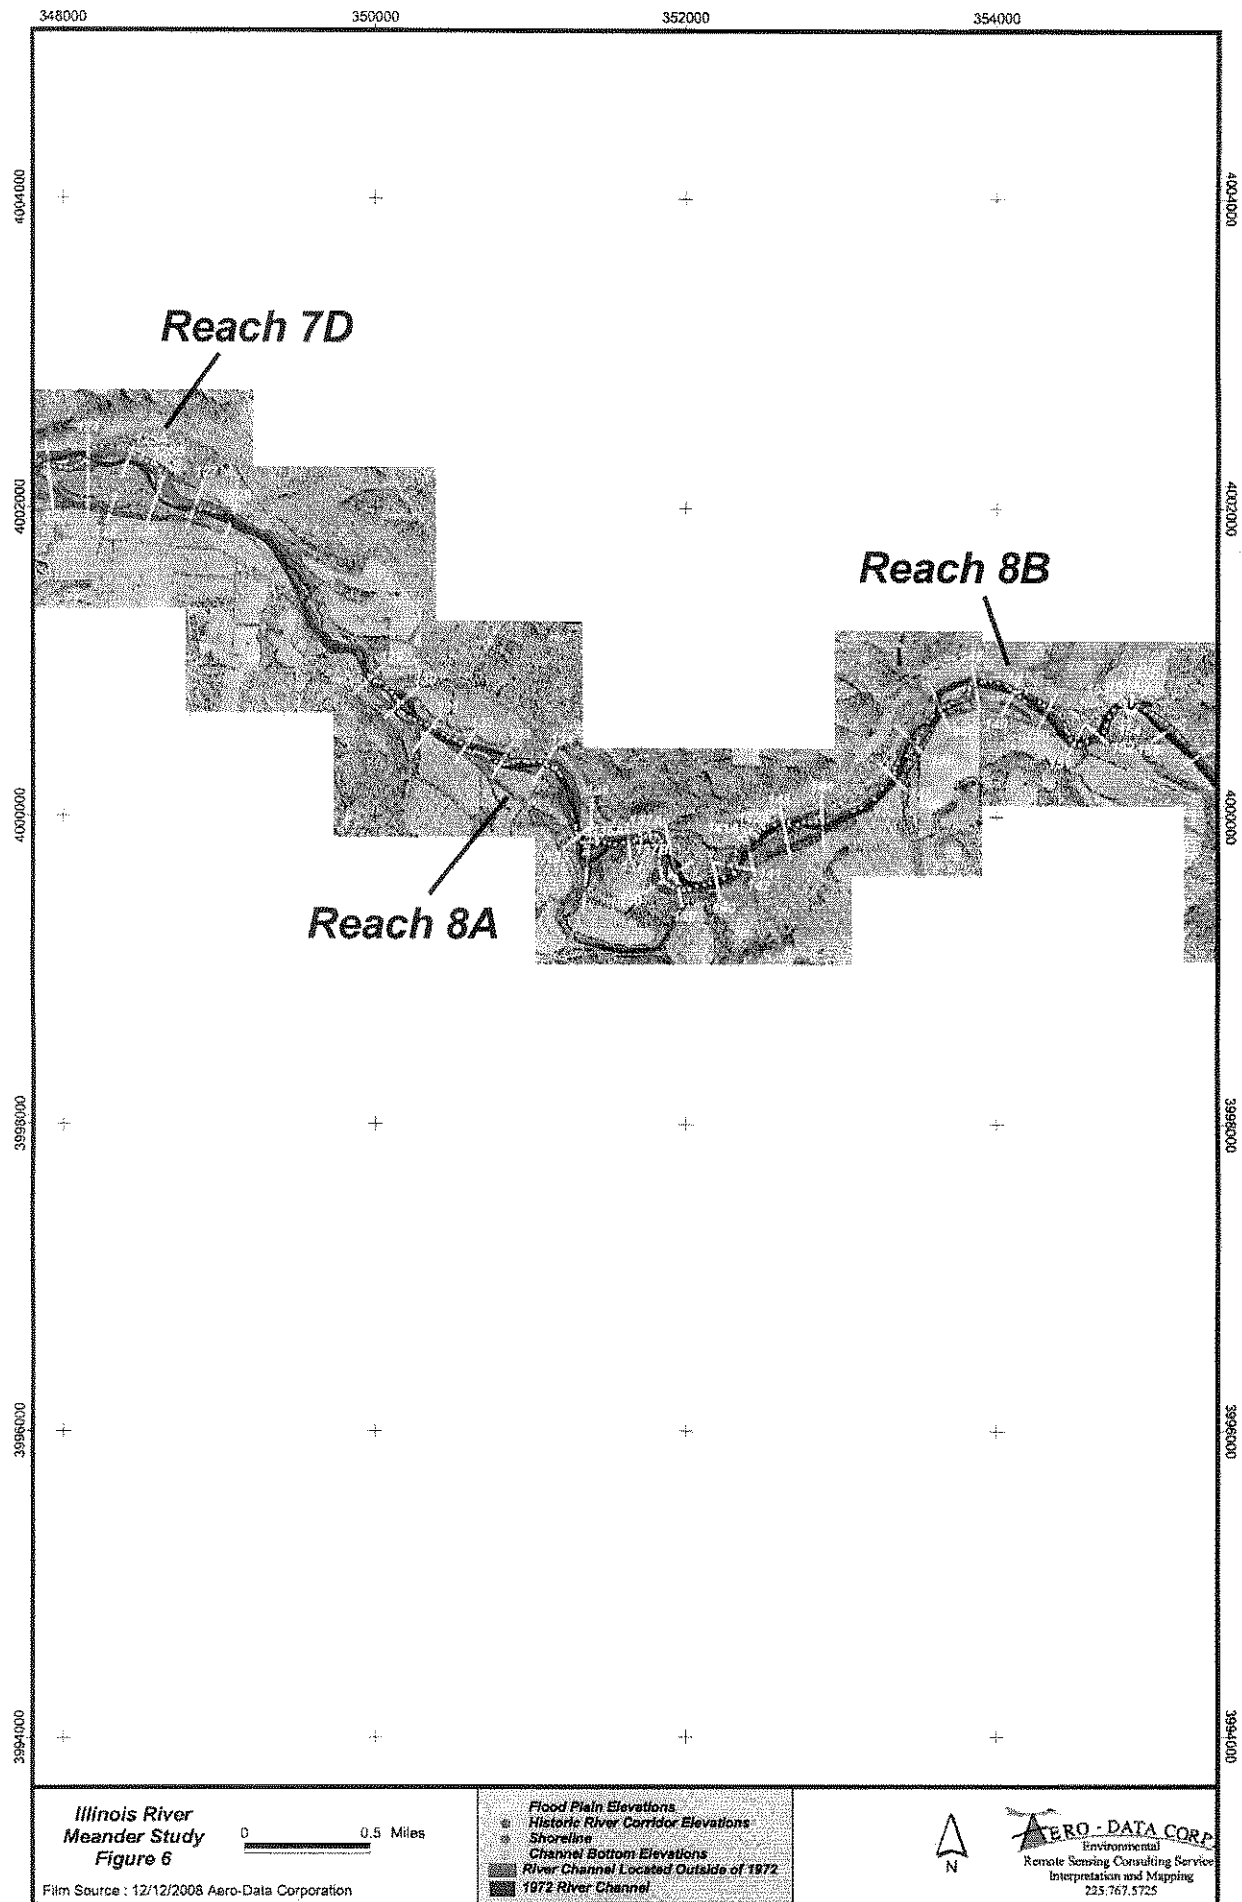 348000 350000 352000 354000
4004000 4004000
Reach 7D
4002000 4002000
Reach 8B
4000000 4000000
Reach 8A
3998000 3998000
3996000 3996000
3994000 3994000
Illinois River
Meander Study
Figure 6
0 0.5 Miles
Film Source : 12/12/2008 Aero-Data Corporation
Flood Plain Elevations
Historic River Corridor Elevations
Shoreline
Channel Bottom Elevations
River Channel Located Outside of 1972
1972 River Channel
N
AERO - DATA CORP.
Environmental
Remote Sensing Consulting Service
Interpretation and Mapping
225.767.5725